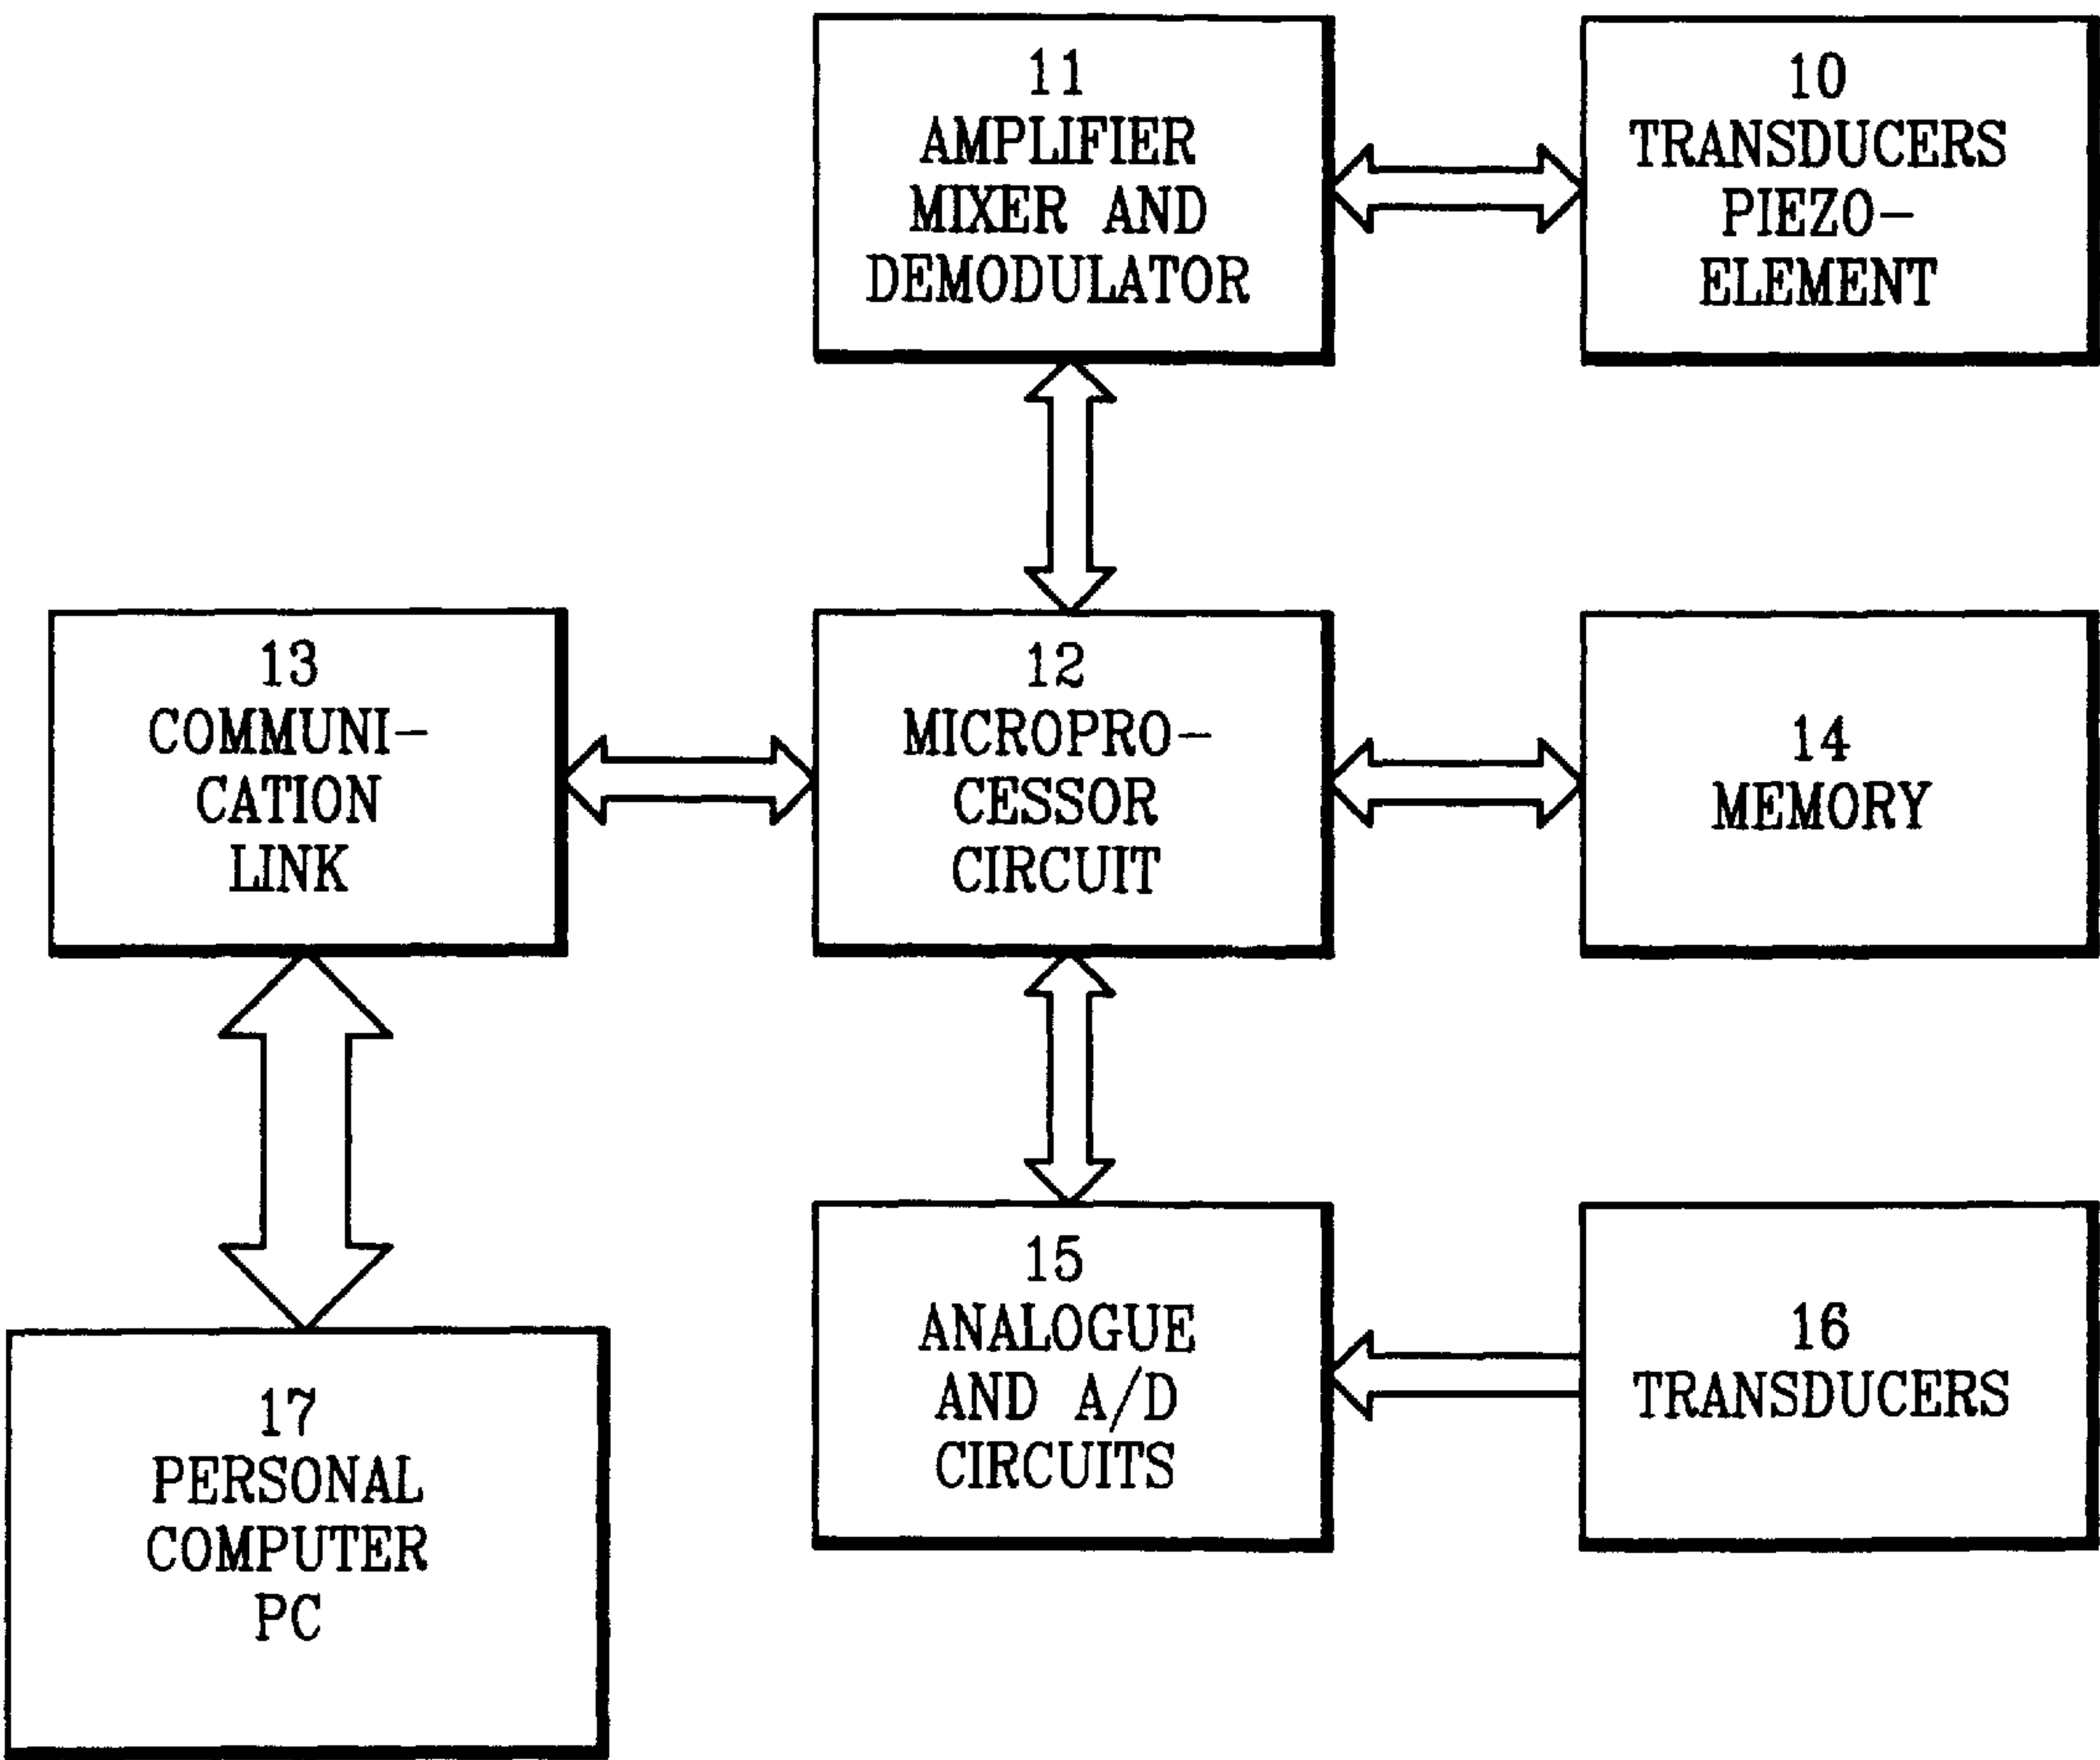 11
AMPLIFIER
MIXER AND
DEMODULATOR
10
TRANSDUCERS
PIEZO-
ELEMENT
13
COMMUNI-
CATION
LINK
12
MICROPRO-
CESSOR
CIRCUIT
14
MEMORY
15
ANALOGUE
AND A/D
CIRCUITS
16
TRANSDUCERS
17
PERSONAL
COMPUTER
PC